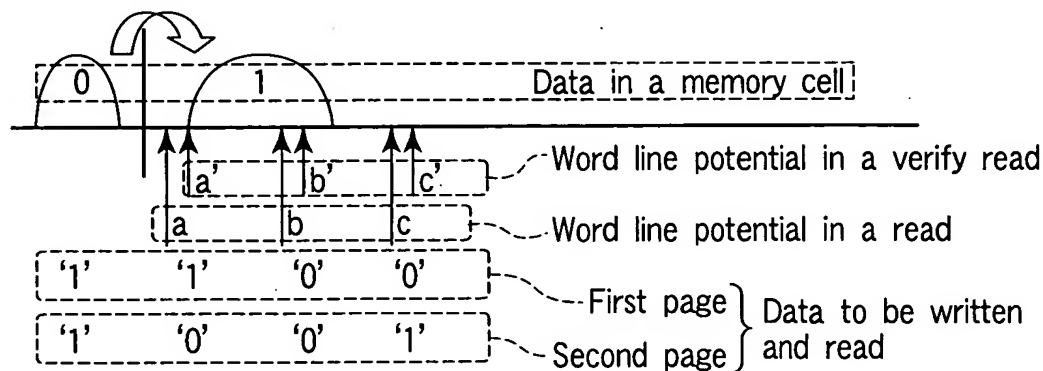 0 1 Data in a memory cell
a' b' c' Word line potential in a verify read
a b c Word line potential in a read
‘1’ ‘1’ ‘0’ ‘0’
First page
‘1’ ‘0’ ‘0’ ‘1’
Second page
Data to be written
and read